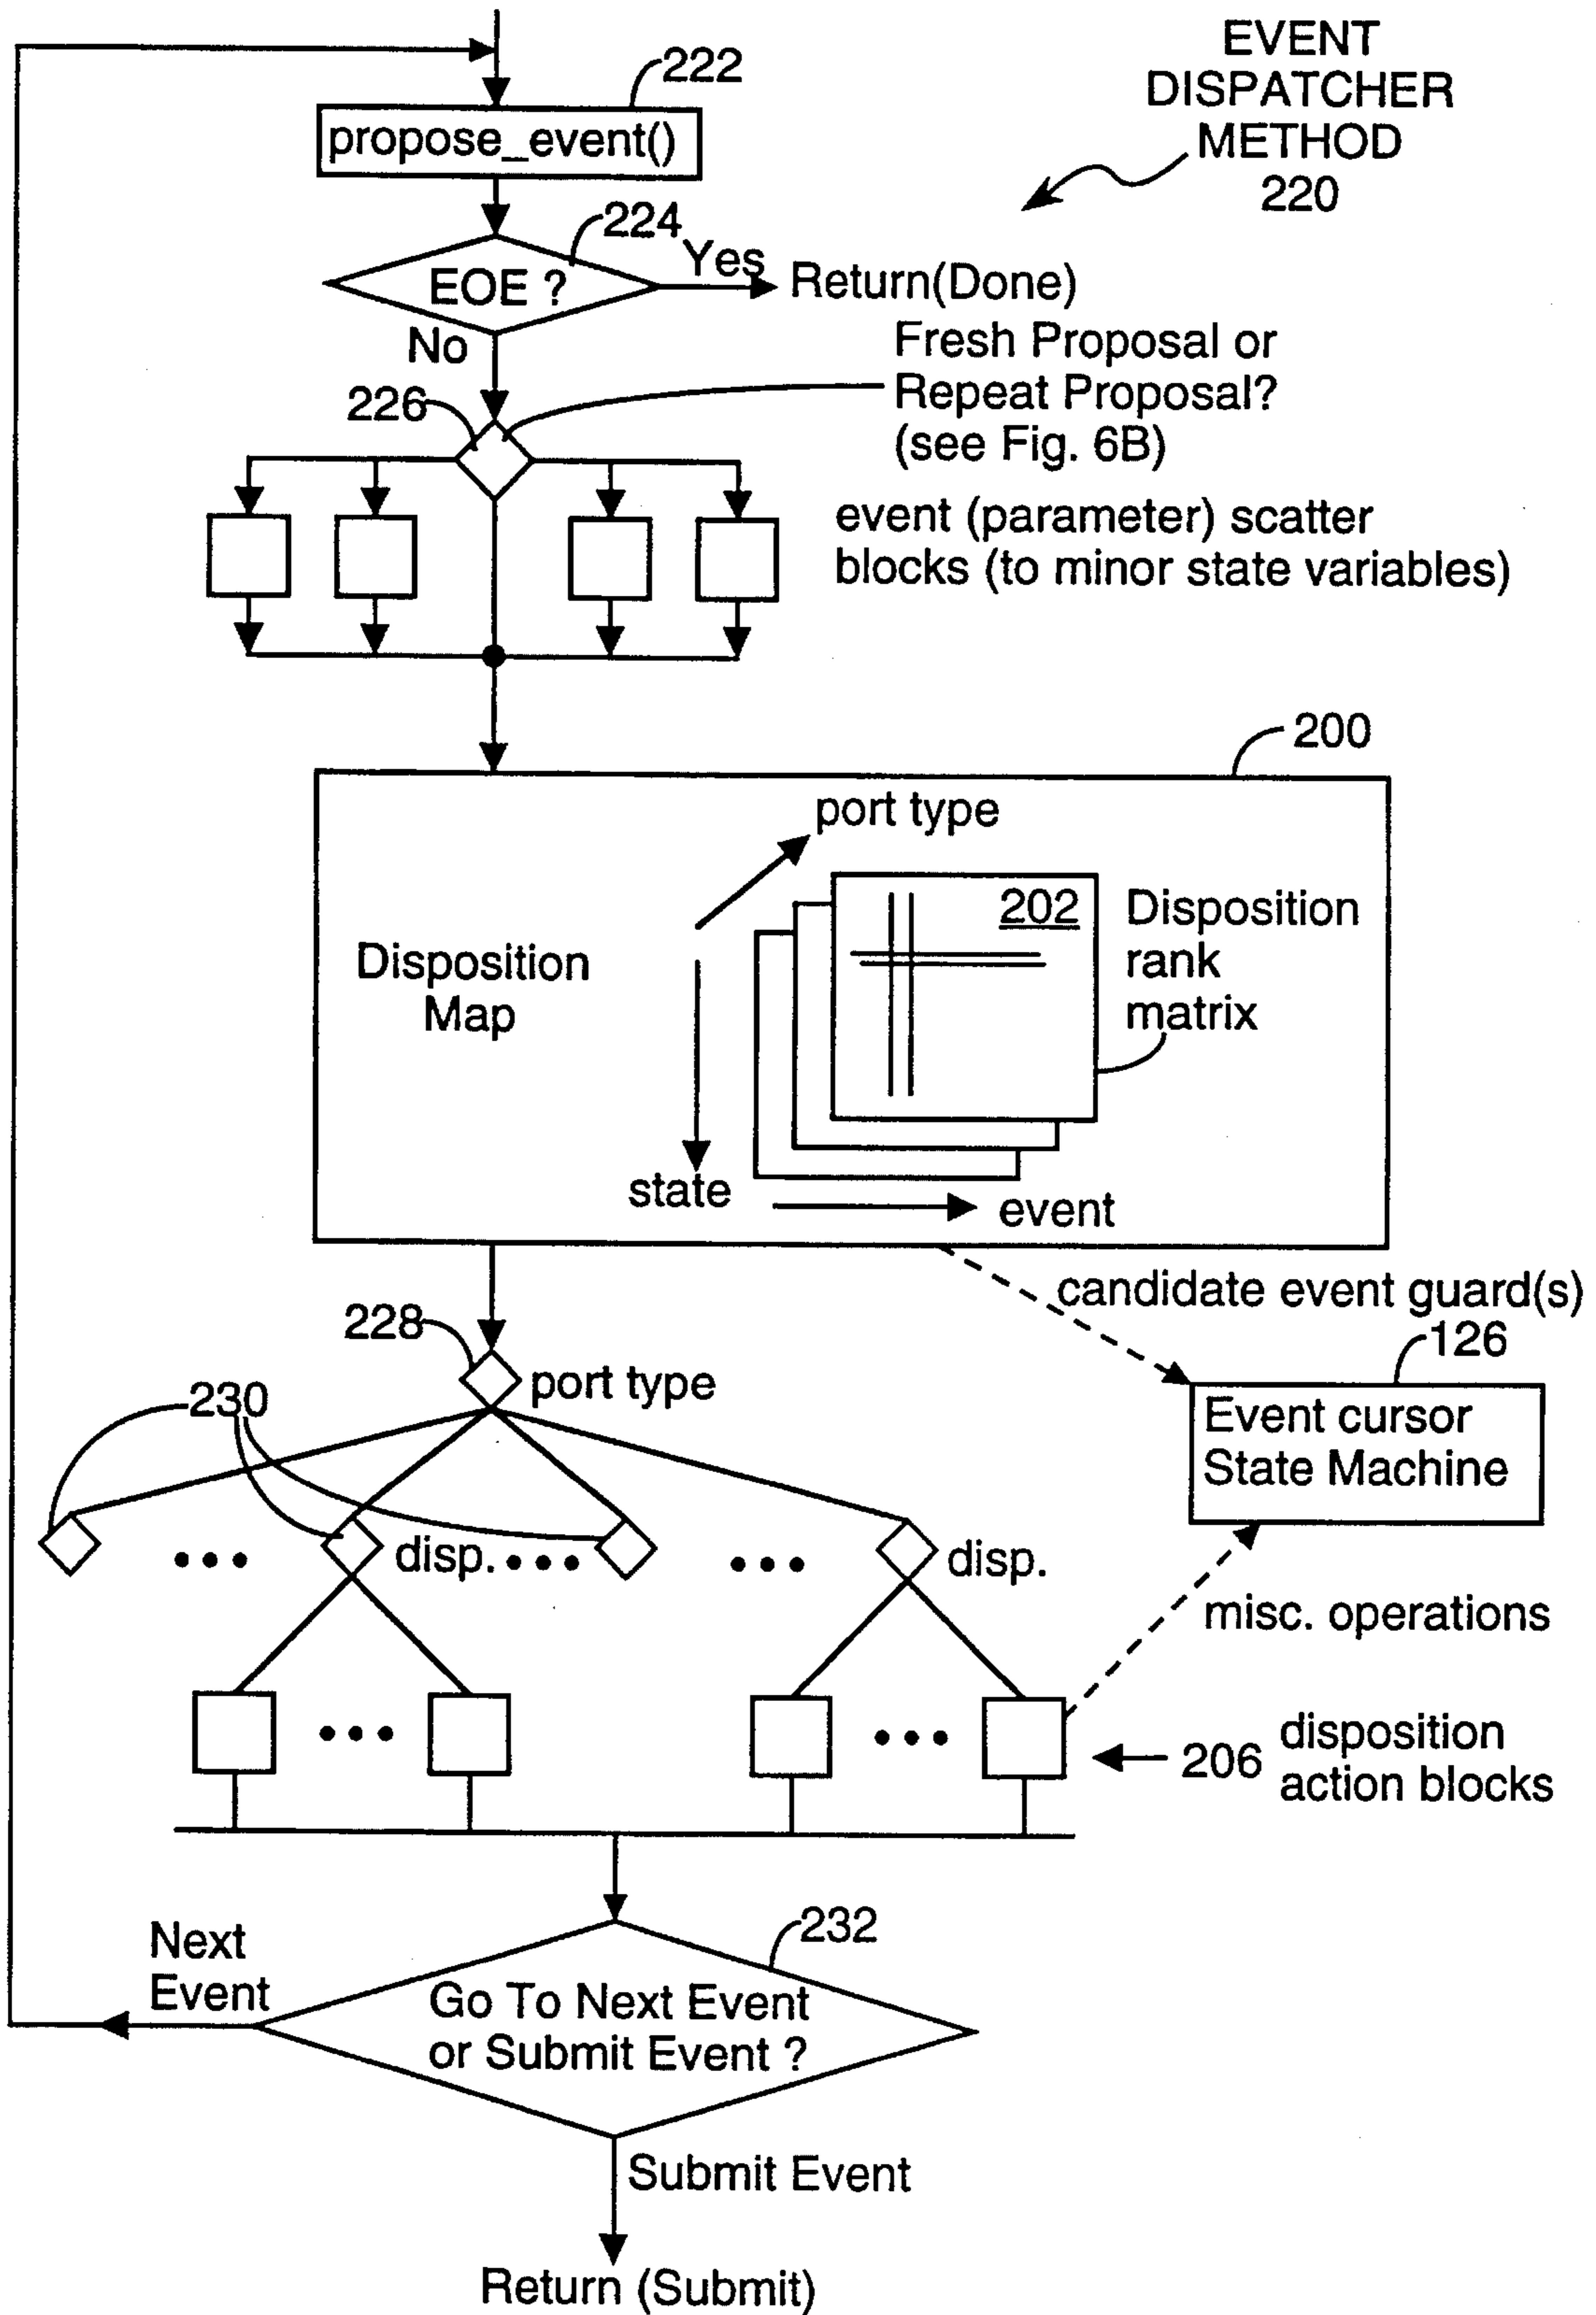 EVENT
DISPATCHER
METHOD
220
222
propose_event()
224
EOE ?
Yes
Return(Done)
No
Fresh Proposal or
Repeat Proposal?
(see Fig. 6B)
226
event (parameter) scatter
blocks (to minor state variables)
200
port type
202
Disposition
rank
matrix
Disposition
Map
state
event
candidate event guard(s)
126
Event cursor
State Machine
228
port type
230
disp.
disp.
misc. operations
206
disposition
action blocks
232
Next
Event
Go To Next Event
or Submit Event ?
Submit Event
Return (Submit)